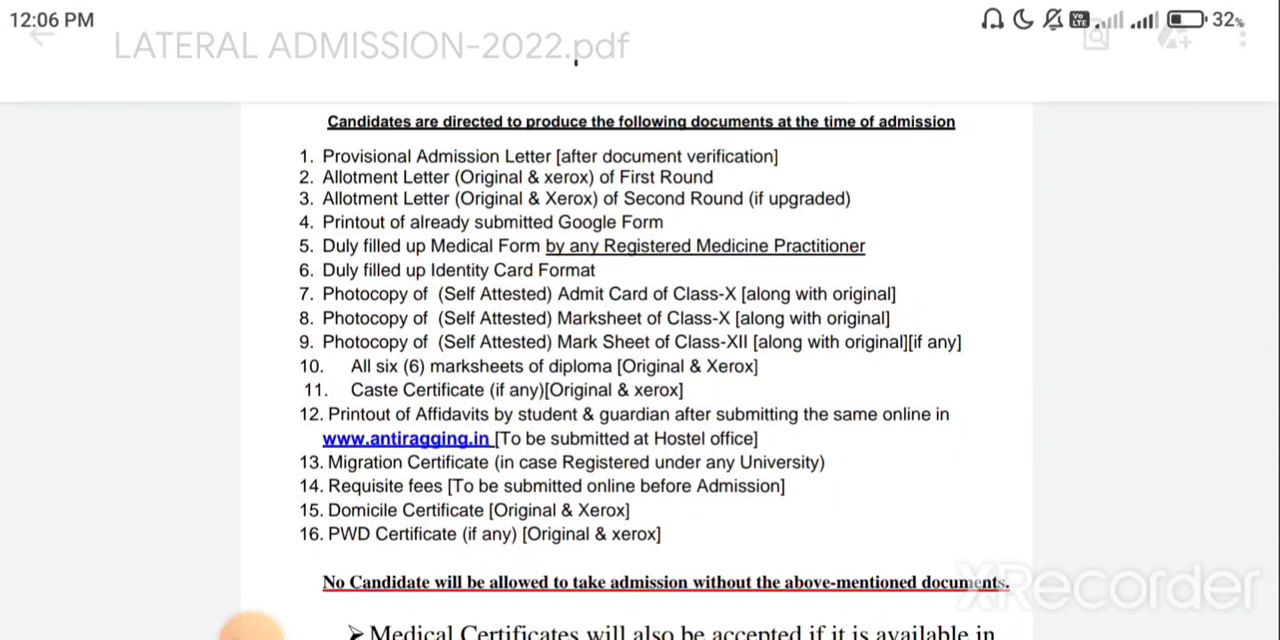 12:06 PM
Vo LTE
32%
LATERAL ADMISSION-2022.pdf
Candidates are directed to produce the following documents at the time of admission
1. Provisional Admission Letter [after document verification]
2. Allotment Letter (Original & xerox) of First Round
3. Allotment Letter (Original & Xerox) of Second Round (if upgraded)
4. Printout of already submitted Google Form
5. Duly filled up Medical Form by any Registered Medicine Practitioner
6. Duly filled up Identity Card Format
7. Photocopy of (Self Attested) Admit Card of Class-X [along with original]
8. Photocopy of (Self Attested) Marksheet of Class-X [along with original]
9. Photocopy of (Self Attested) Mark Sheet of Class-XII [along with original][if any]
10. All six (6) marksheets of diploma [Original & Xerox]
11. Caste Certificate (if any)[Original & xerox]
12. Printout of Affidavits by student & guardian after submitting the same online in
www.antiragging.in [To be submitted at Hostel office]
13. Migration Certificate (in case Registered under any University)
14. Requisite fees [To be submitted online before Admission]
15. Domicile Certificate [Original & Xerox]
16. PWD Certificate (if any) [Original & xerox]
No Candidate will be allowed to take admission without the above-mentioned documents.
XRecorder
➢ Medical Certificates will also be accepted if it is available in